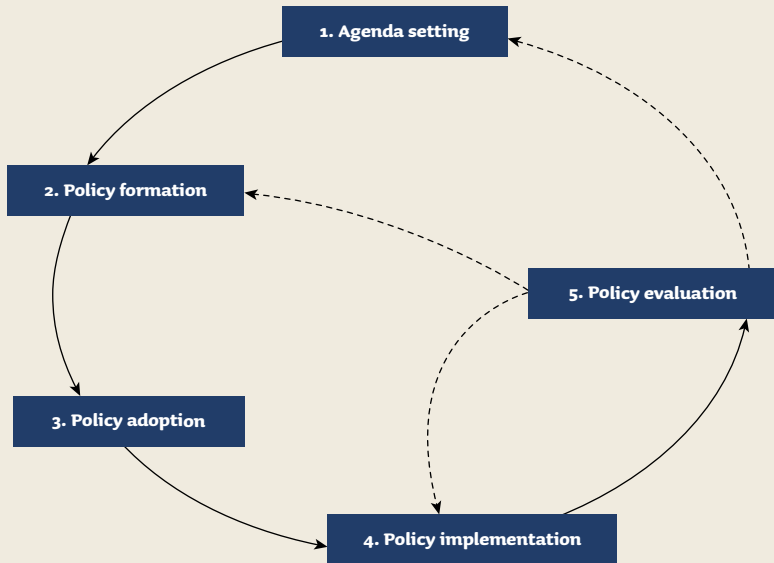 1. Agenda setting
2. Policy formation
5. Policy evaluation
3. Policy adoption
4. Policy implementation